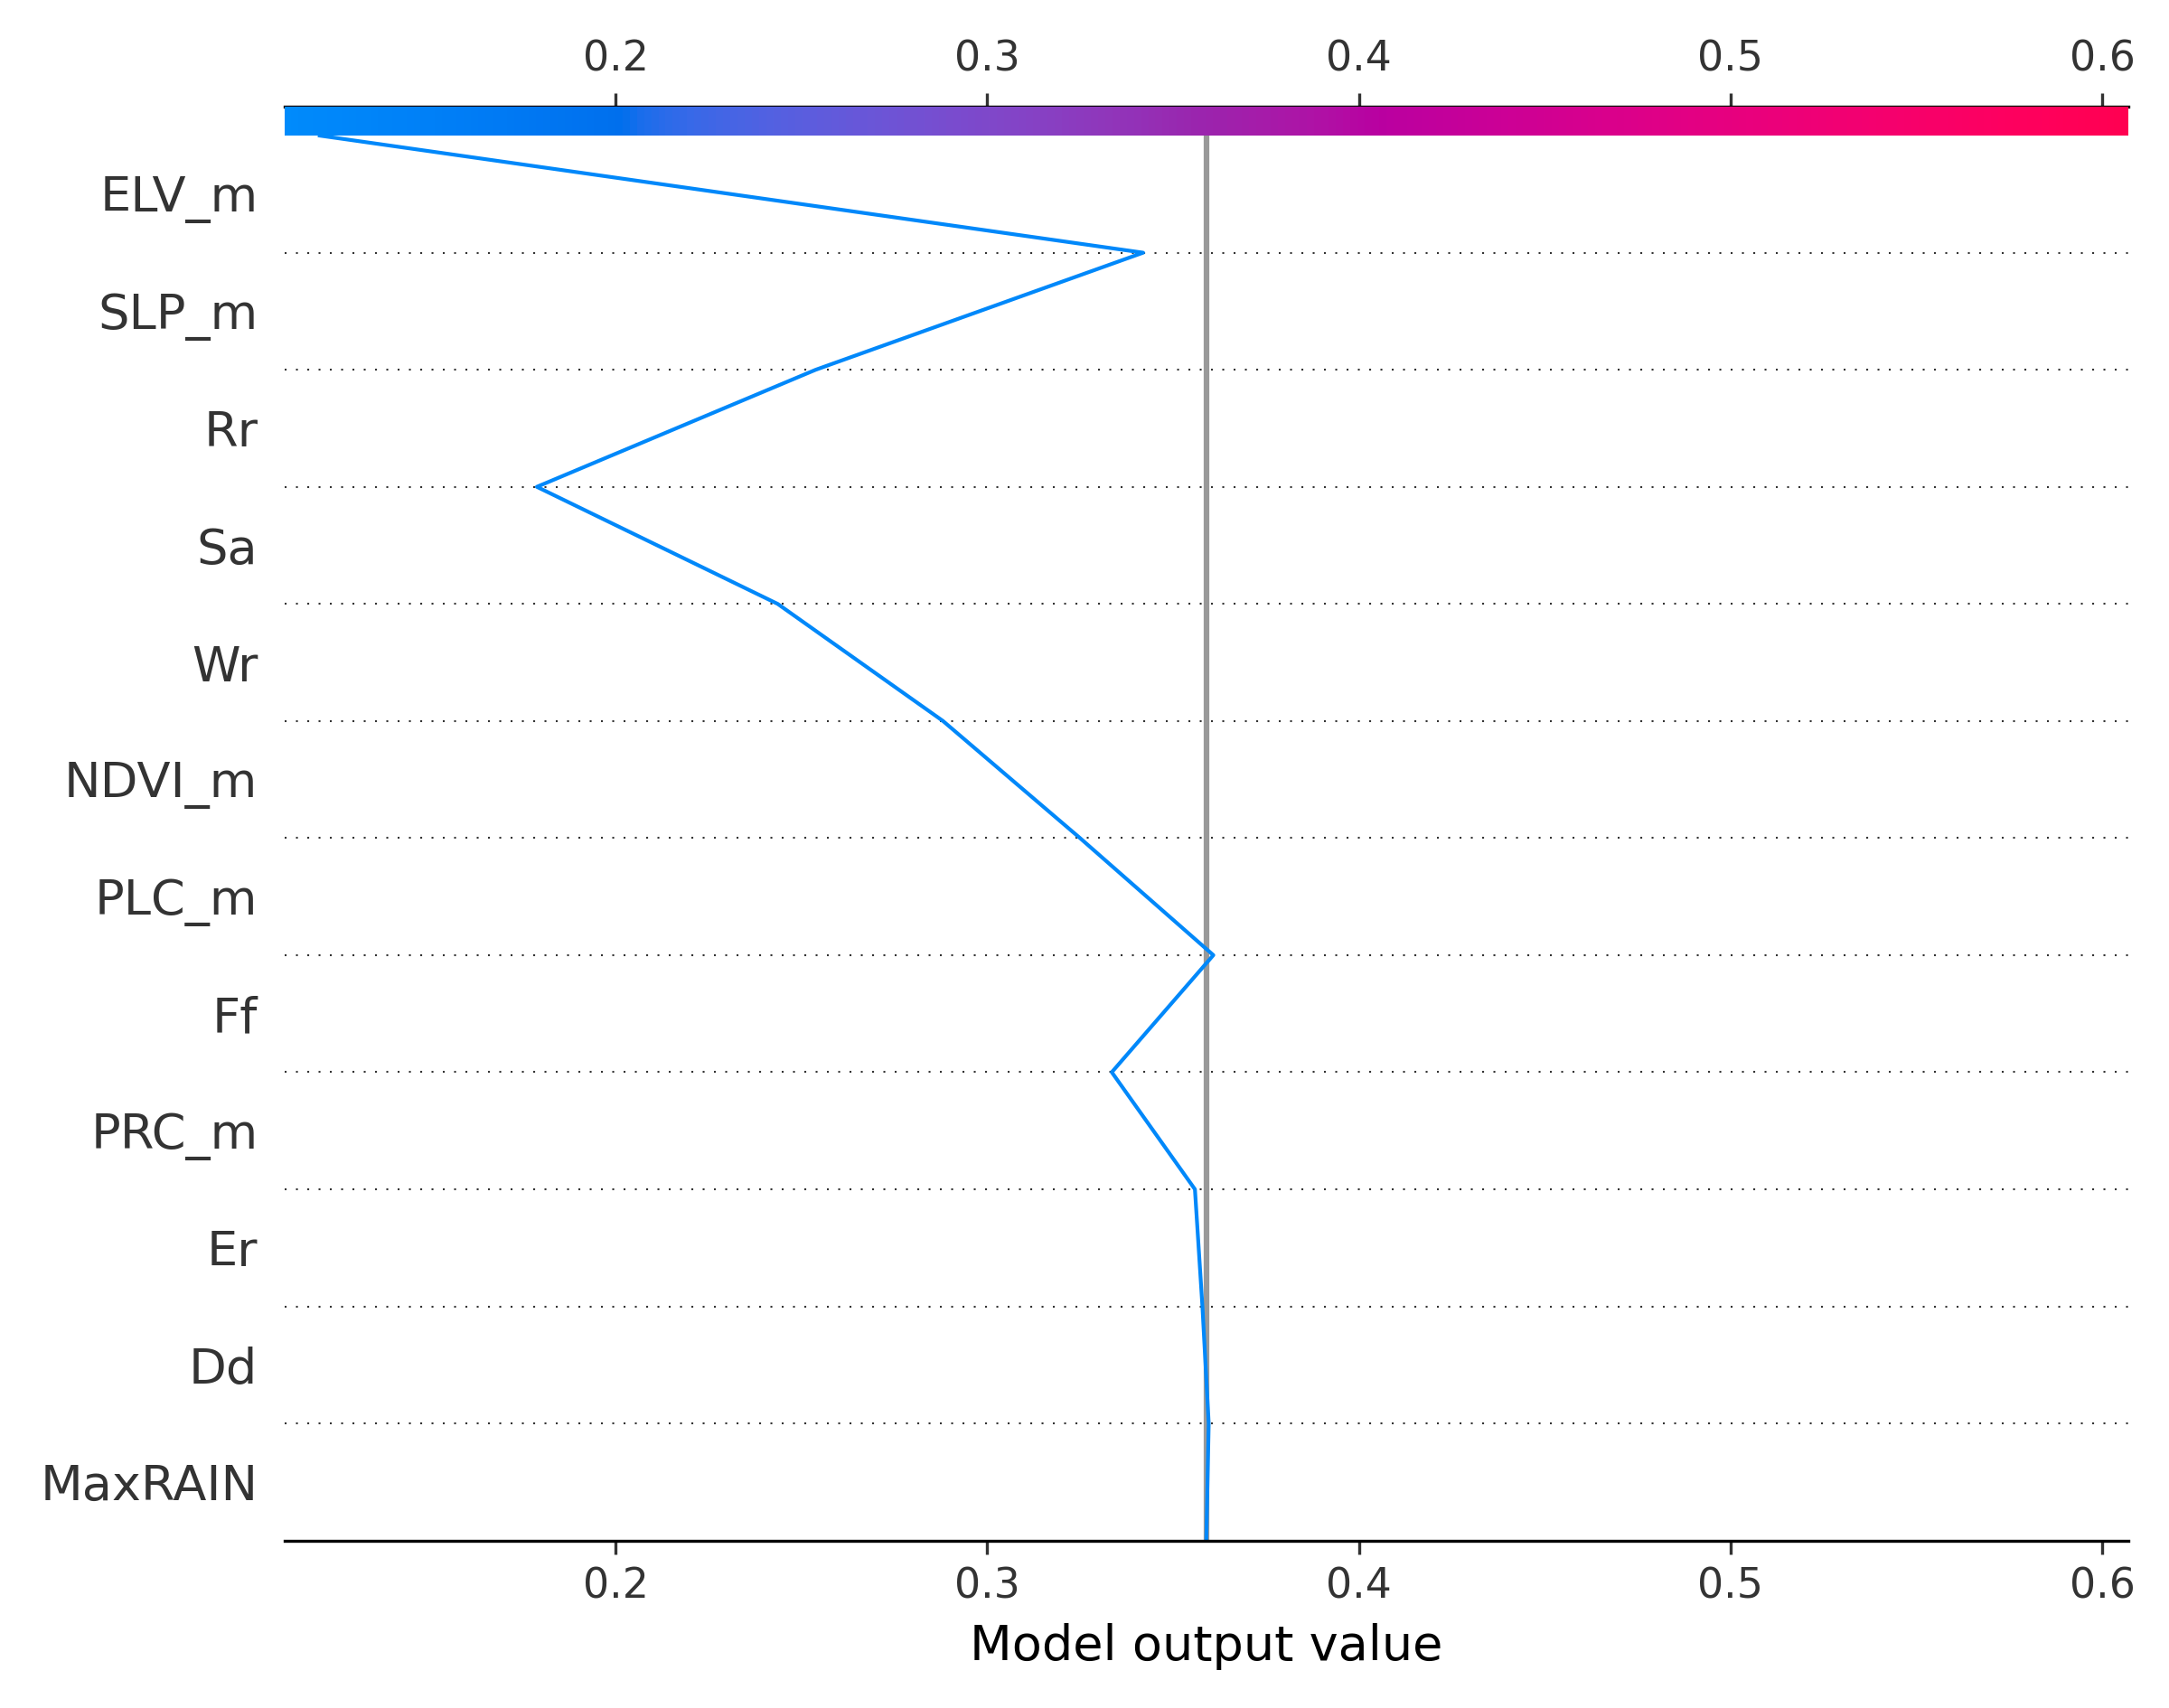 0.2 0.3 0.4 0.5 0.6
ELV_m
SLP_m
Rr
Sa
Wr
NDVI_m
PLC_m
Ff
PRC_m
Er
Dd
MaxRAIN
0.2 0.3 0.4 0.5 0.6
Model output value